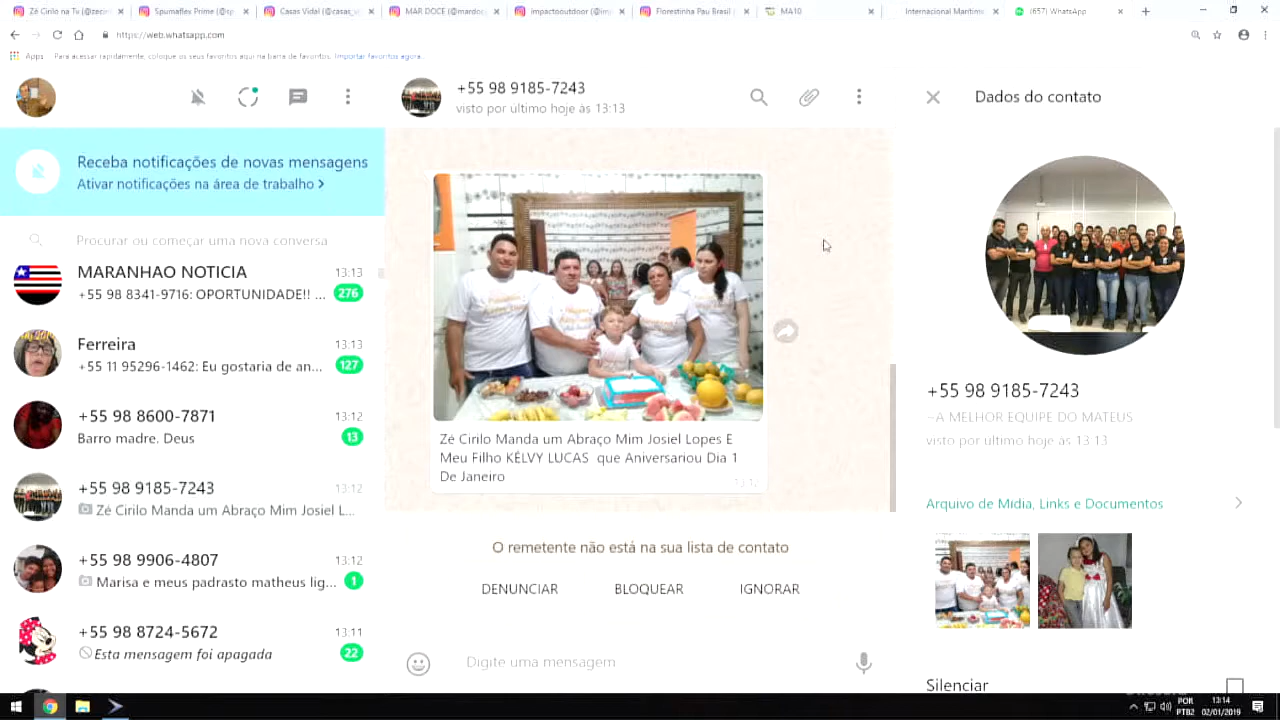 Zé Cirilo na Tv (@zecir
Spumaflex Prime (@sp
Casas Vidal (@casas_v
MAR DOCE (@mardoc
impactooutdoor (@im
Florestinha Pau Brasil
MA10
Internacional Marítim
(657) WhatsApp
https://web.whatsapp.com
Apps
Para acessar rapidamente, coloque os seus favoritos aqui na barra de favoritos. Importar favoritos agora...
+55 98 9185-7243
visto por último hoje às 13:13
Dados do contato
Receba notificações de novas mensagens
Ativar notificações na área de trabalho >
Procurar ou começar uma nova conversa
MARANHAO NOTICIA 13:13
+55 98 8341-9716: OPORTUNIDADE!! ... 276
Ferreira 13:13
+55 11 95296-1462: Eu gostaria de an... 127
+55 98 8600-7871 13:12
Barro madre. Deus 13
+55 98 9185-7243 13:12
Zé Cirilo Manda um Abraço Mim Josiel L...
+55 98 9906-4807 13:12
Marisa e meus padrasto matheus lig... 1
+55 98 8724-5672 13:11
Esta mensagem foi apagada 22
Zé Cirilo Manda um Abraço Mim Josiel Lopes E
Meu Filho KÉLVY LUCAS que Aniversariou Dia 1
De Janeiro
13:12
O remetente não está na sua lista de contato
DENUNCIAR BLOQUEAR IGNORAR
Digite uma mensagem
+55 98 9185-7243
~A MELHOR EQUIPE DO MATEUS
visto por último hoje às 13:13
Arquivo de Mídia, Links e Documentos
Silenciar
POR
PTB2
13:14
02/01/2019